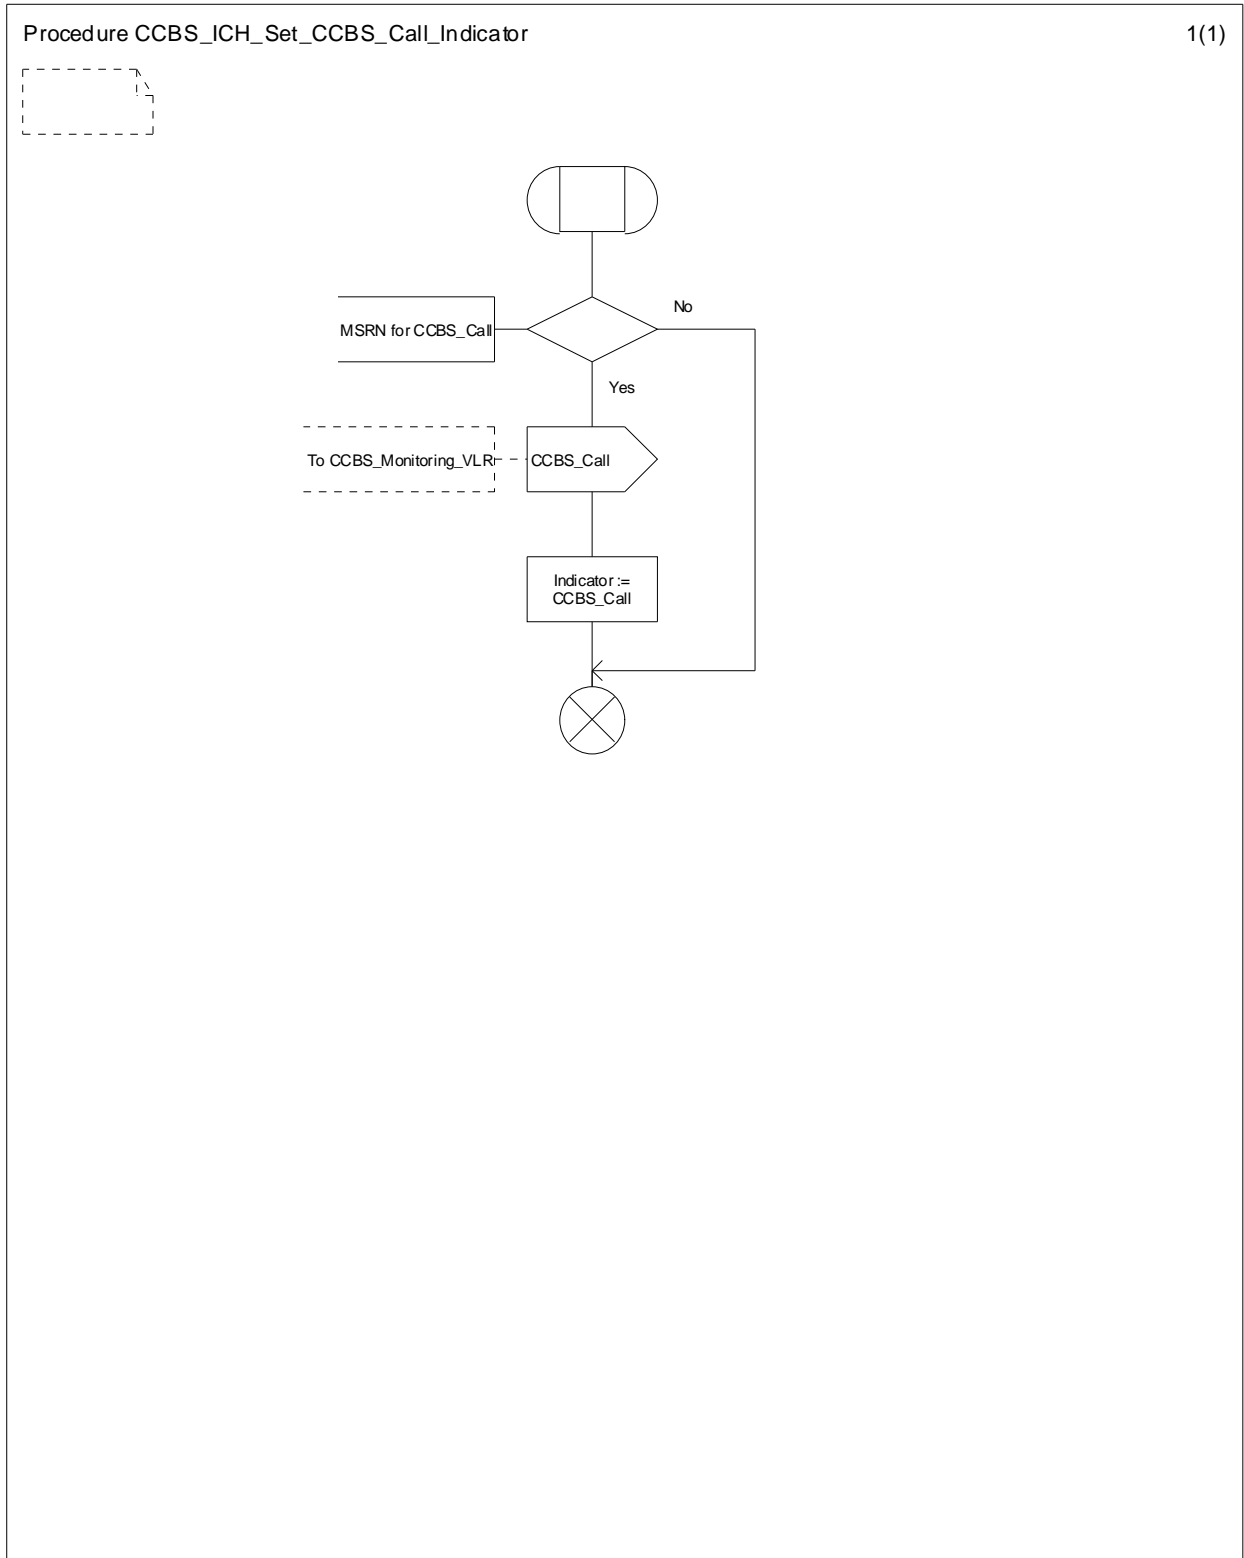 Procedure CCBS_ICH_Set_CCBS_Call_Indicator
1(1)
MSRN for CCBS_Call
No
Yes
To CCBS_Monitoring_VLR
CCBS_Call
Indicator :=
CCBS_Call